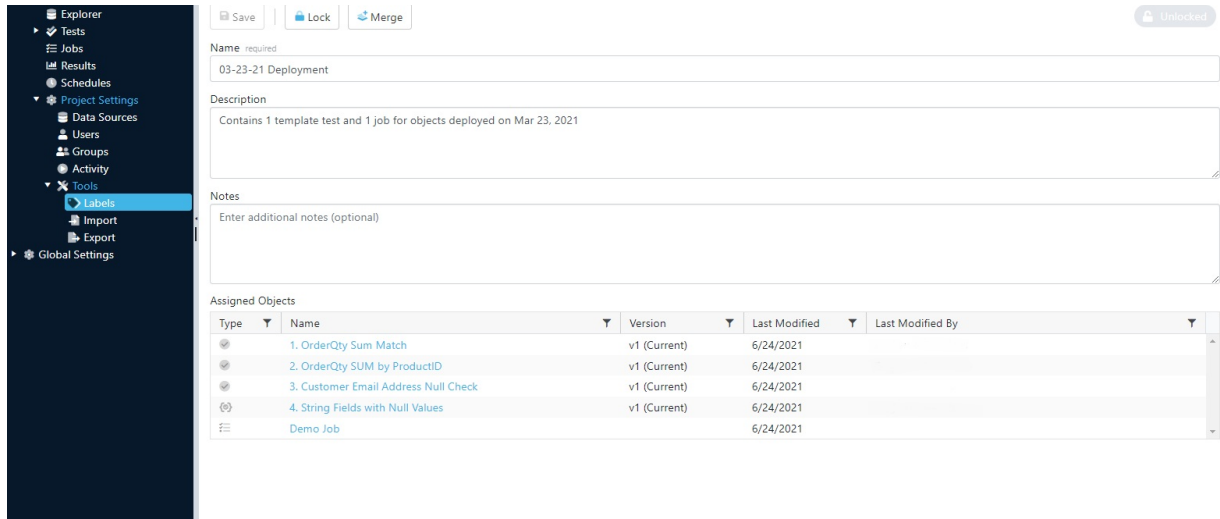 Explorer
Tests
Jobs
Results
Schedules
Project Settings
Data Sources
Users
Groups
Activity
Tools
Labels
Import
Export
Global Settings
Save Lock Merge Unlocked
Name required
03-23-21 Deployment
Description
Contains 1 template test and 1 job for objects deployed on Mar 23, 2021
Notes
Enter additional notes (optional)
Assigned Objects
Type Name Version Last Modified Last Modified By
1. OrderQty Sum Match v1 (Current) 6/24/2021
2. OrderQty SUM by ProductID v1 (Current) 6/24/2021
3. Customer Email Address Null Check v1 (Current) 6/24/2021
4. String Fields with Null Values v1 (Current) 6/24/2021
Demo Job 6/24/2021